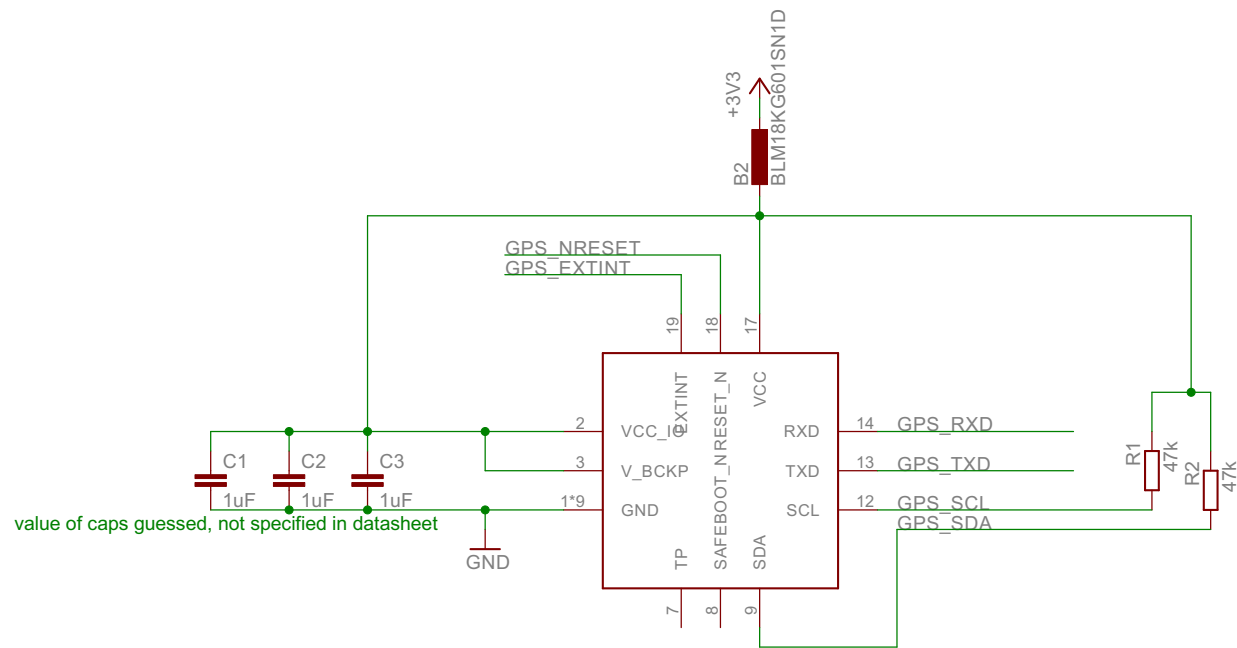 +3V3
B2
BLM18KG601SN1D
GPS_NRESET
GPS_EXTINT
19
18
17
EXTINT
SAFEBOOT_NRESET_N
VCC
2
VCC_IO
RXD
14
GPS_RXD
3
V_BCKP
TXD
13
GPS_TXD
1*9
GND
SCL
12
GPS_SCL
GPS_SDA
C1
1uF
C2
1uF
C3
1uF
R1
47k
R2
47k
value of caps guessed, not specified in datasheet
GND
TP
SDA
7
8
9